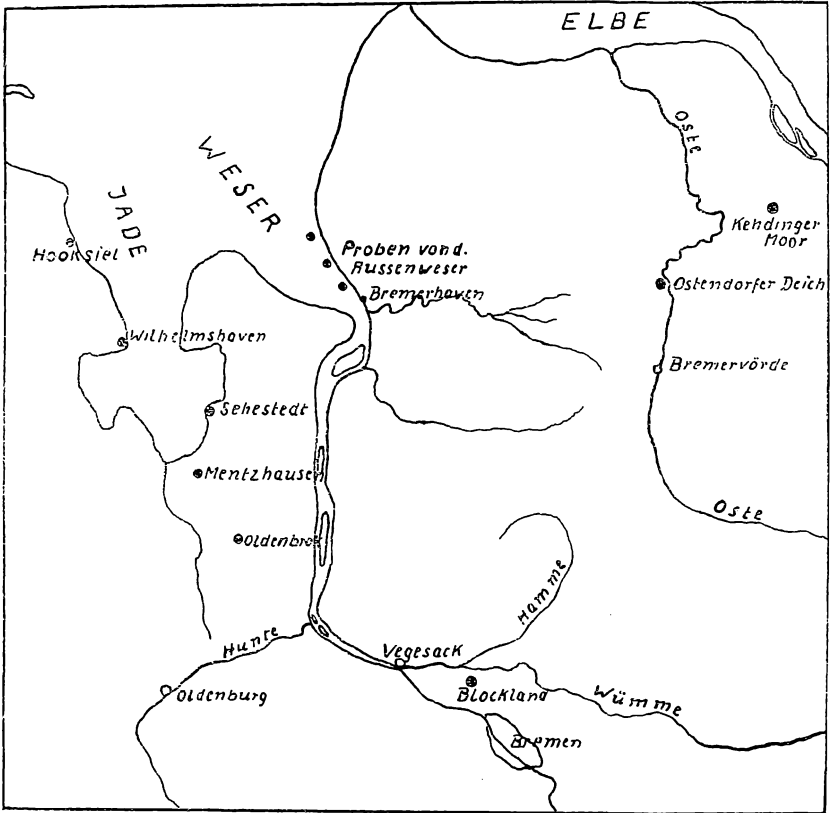 ELBE
OSTE
WESER
JADE
Kehdinger
Moor
Hooksiel
Proben von d.
Aussenweser
Bremerhaven
Ostendorfer Deich
Wilhelmshaven
Bremervörde
Sehestedt
Mentzhausen
Oste
Oldenbrok
Hamme
Hunte
Vegesack
Oldenburg
Blockland
Wümme
Bremen